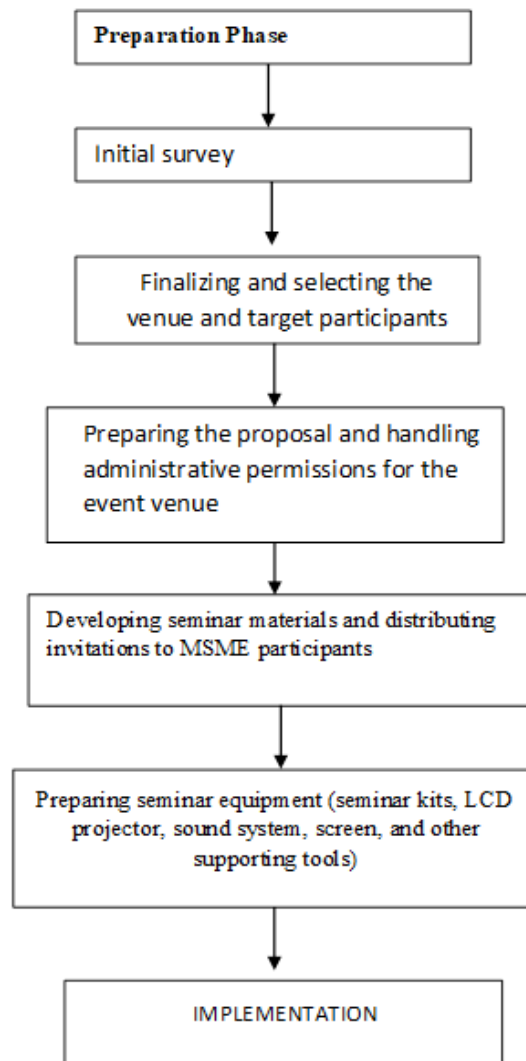 Preparation Phase
Initial survey
Finalizing and selecting the
venue and target participants
Preparing the proposal and handling
administrative permissions for the
event venue
Developing seminar materials and distributing
invitations to MSME participants
Preparing seminar equipment (seminar kits, LCD
projector, sound system, screen, and other
supporting tools)
IMPLEMENTATION